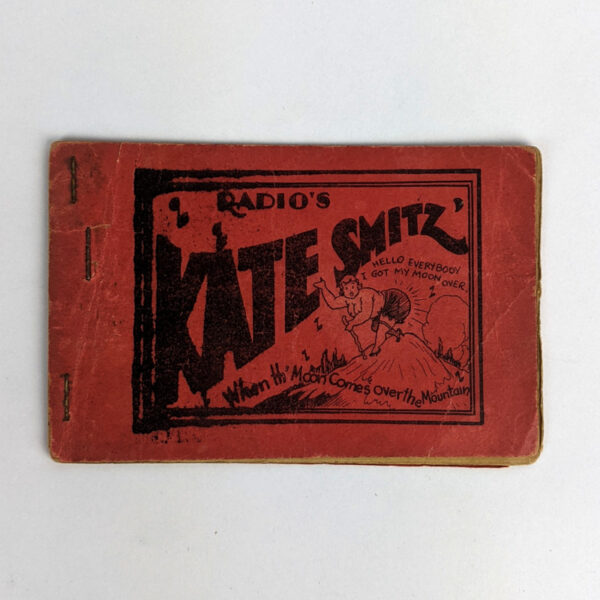 RADIO'S
KATE SMITZ'
HELLO EVERYBODY
I GOT MY MOON OVER
When th' Moon Comes over the Mountain